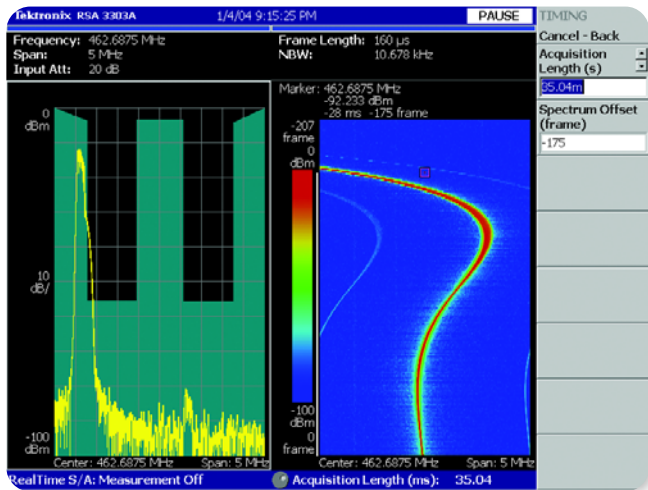 Tektronix RSA 3303A 1/4/04 9:15:25 PM PAUSE
TIMING
Frequency: 462.6875 MHz
Span: 5 MHz
Input Att: 20 dB
Frame Length: 160 µs
NBW: 10.678 kHz
Cancel - Back
Acquisition
Length (s)
35.04m
Spectrum Offset
(frame)
-175
0
dBm
10
dB/
-100
dBm
Center: 462.6875 MHz Span: 5 MHz
Marker: 462.6875 MHz
-92.233 dBm
-28 ms -175 frame
-207
frame
0
dBm
-100
dBm
0
frame
Center: 462.6875 MHz Span: 5 MHz
RealTime S/A: Measurement Off
Acquisition Length (ms): 35.04